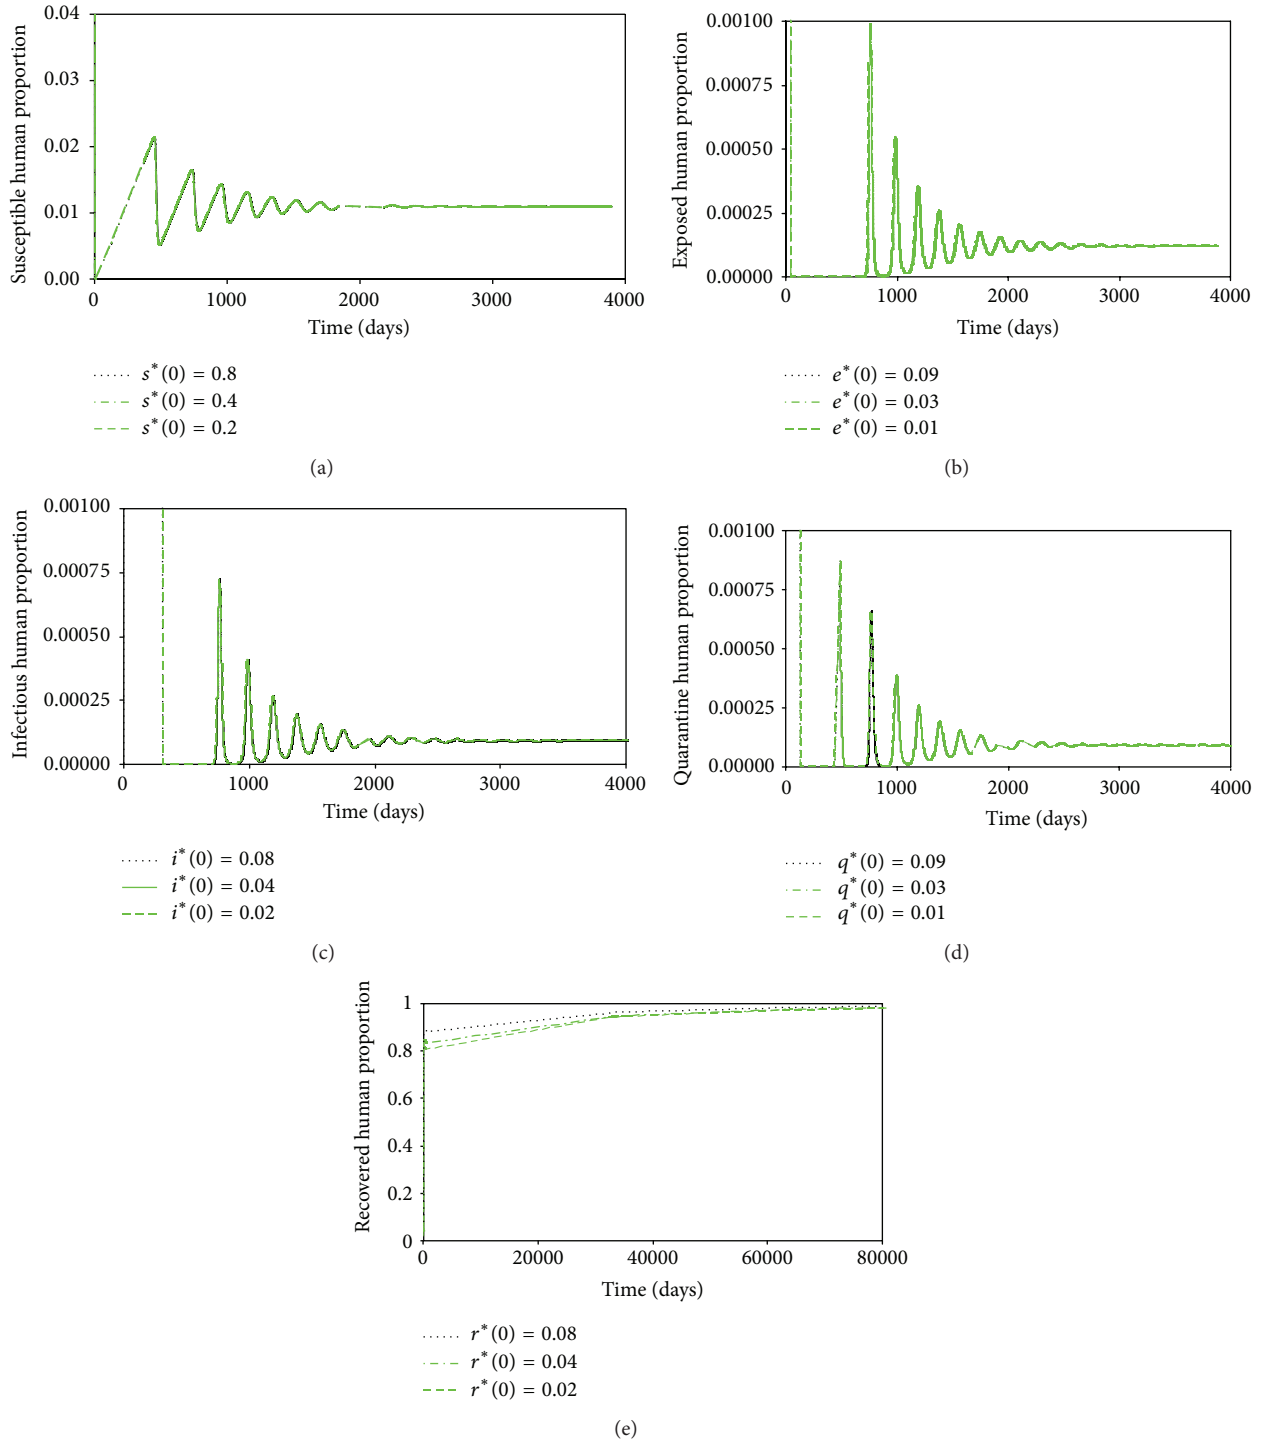 Susceptible human proportion
0.04
0.03
0.02
0.01
0.00
0 1000 2000 3000 4000
Time (days)
s*(0) = 0.8
s*(0) = 0.4
s*(0) = 0.2
(a)
Exposed human proportion
0.00100
0.00075
0.00050
0.00025
0.00000
0 1000 2000 3000 4000
Time (days)
e*(0) = 0.09
e*(0) = 0.03
e*(0) = 0.01
(b)
Infectious human proportion
0.00100
0.00075
0.00050
0.00025
0.00000
0 1000 2000 3000 4000
Time (days)
i*(0) = 0.08
i*(0) = 0.04
i*(0) = 0.02
(c)
Quarantine human proportion
0.00100
0.00075
0.00050
0.00025
0.00000
0 1000 2000 3000 4000
Time (days)
q*(0) = 0.09
q*(0) = 0.03
q*(0) = 0.01
(d)
Recovered human proportion
1
0.8
0.6
0.4
0.2
0
0 20000 40000 60000 80000
Time (days)
r*(0) = 0.08
r*(0) = 0.04
r*(0) = 0.02
(e)